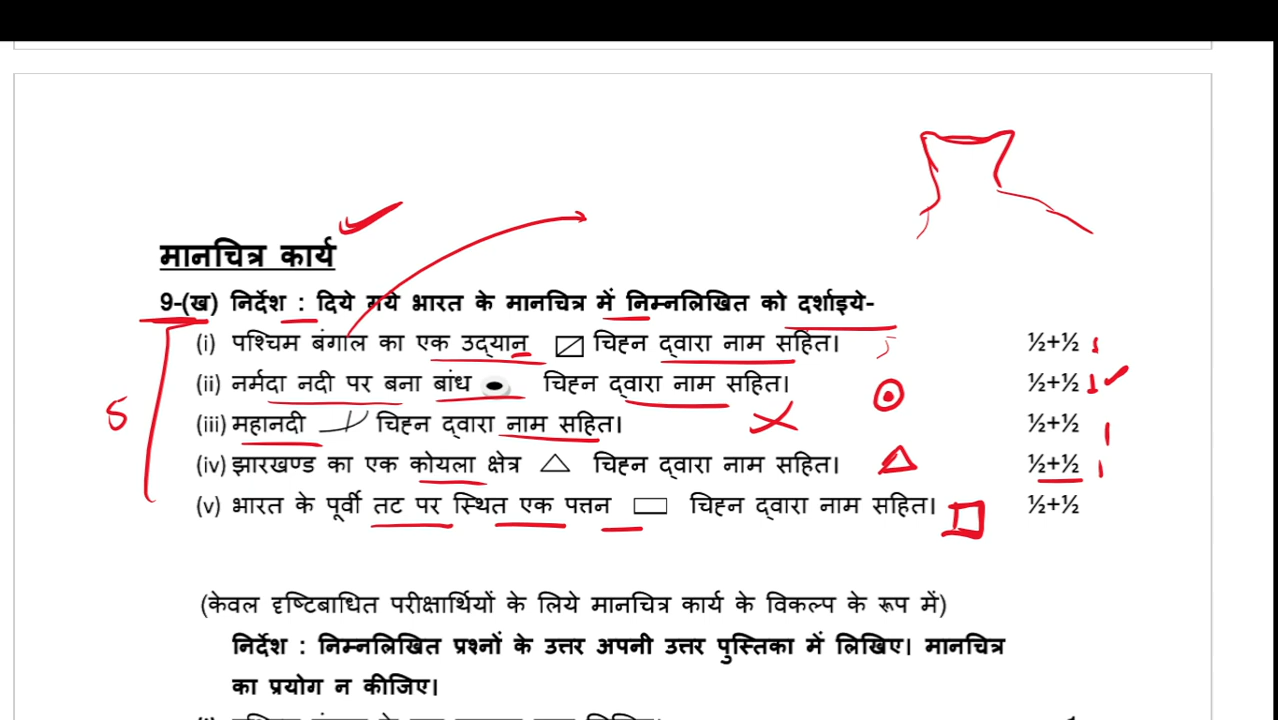 मानचित्र कार्य
9-(ख) निर्देश : दिये गये भारत के मानचित्र में निम्नलिखित को दर्शाइये-
(i) पश्चिम बंगाल का एक उद्यान चिह्न द्वारा नाम सहित। ½+½
(ii) नर्मदा नदी पर बना बांध चिह्न द्वारा नाम सहित। ½+½
(iii) महानदी चिह्न द्वारा नाम सहित। ½+½
(iv) झारखण्ड का एक कोयला क्षेत्र चिह्न द्वारा नाम सहित। ½+½
(v) भारत के पूर्वी तट पर स्थित एक पत्तन चिह्न द्वारा नाम सहित। ½+½
5
(केवल दृष्टिबाधित परीक्षार्थियों के लिये मानचित्र कार्य के विकल्प के रूप में)
निर्देश : निम्नलिखित प्रश्नों के उत्तर अपनी उत्तर पुस्तिका में लिखिए। मानचित्र
का प्रयोग न कीजिए।